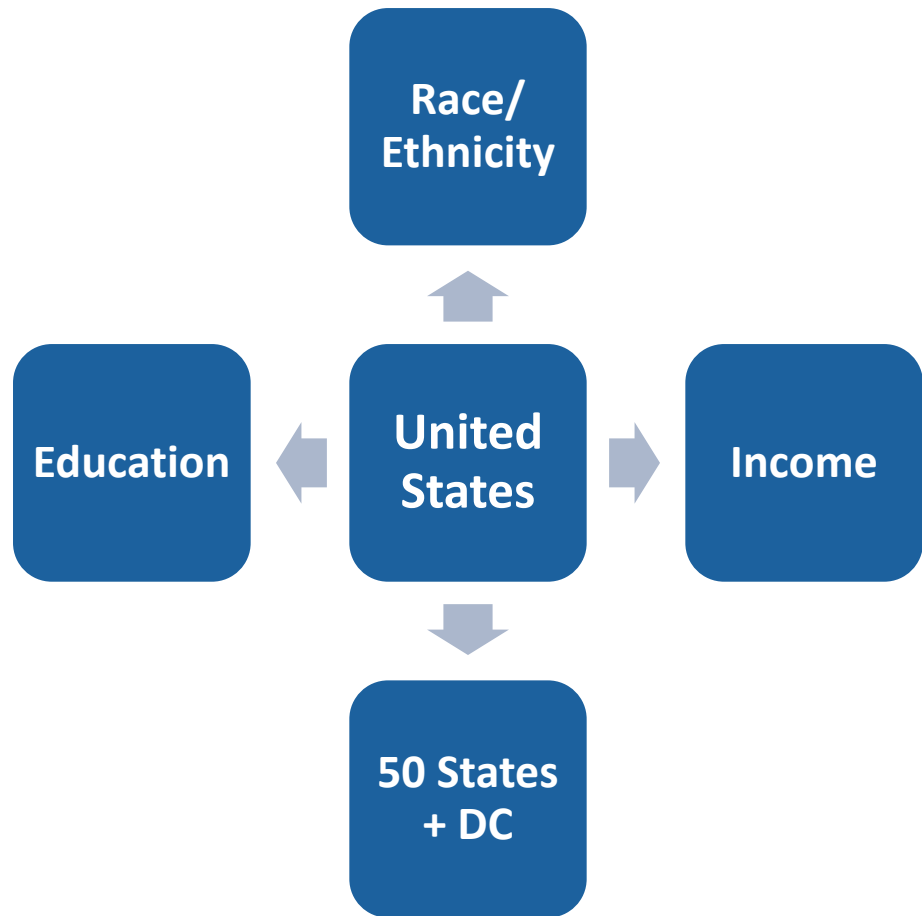 Race/
Ethnicity
Education
United
States
Income
50 States
+ DC